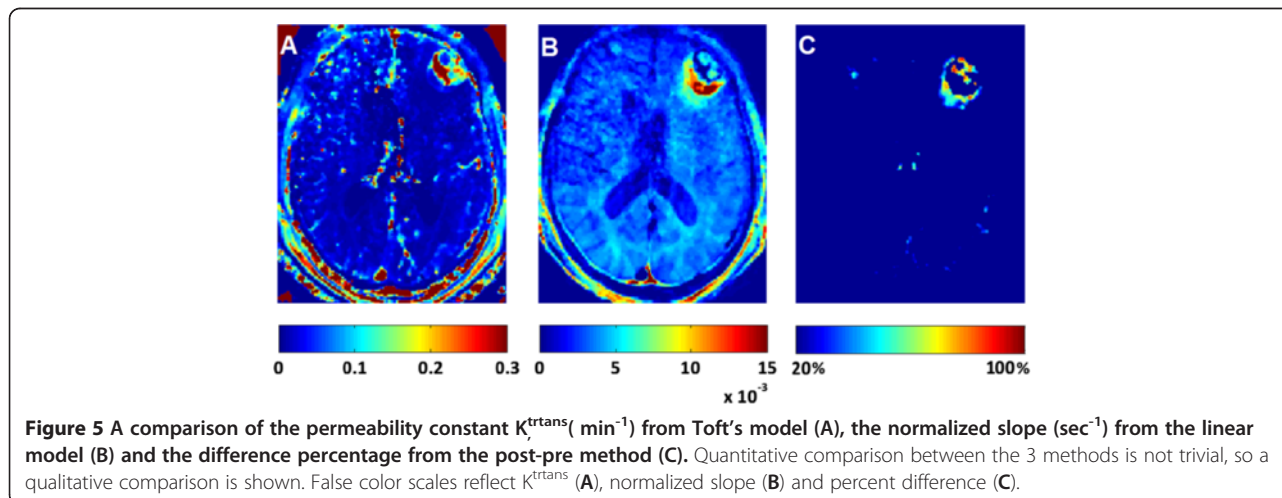 A
B
C
0 0.1 0.2 0.3
0 5 10 15
x 10⁻³
20% 100%
Figure 5 A comparison of the permeability constant K,ᵗʳᵗᵃⁿˢ( min⁻¹) from Toft's model (A), the normalized slope (sec⁻¹) from the linear
model (B) and the difference percentage from the post-pre method (C). Quantitative comparison between the 3 methods is not trivial, so a
qualitative comparison is shown. False color scales reflect Kᵗʳᵗᵃⁿˢ (A), normalized slope (B) and percent difference (C).